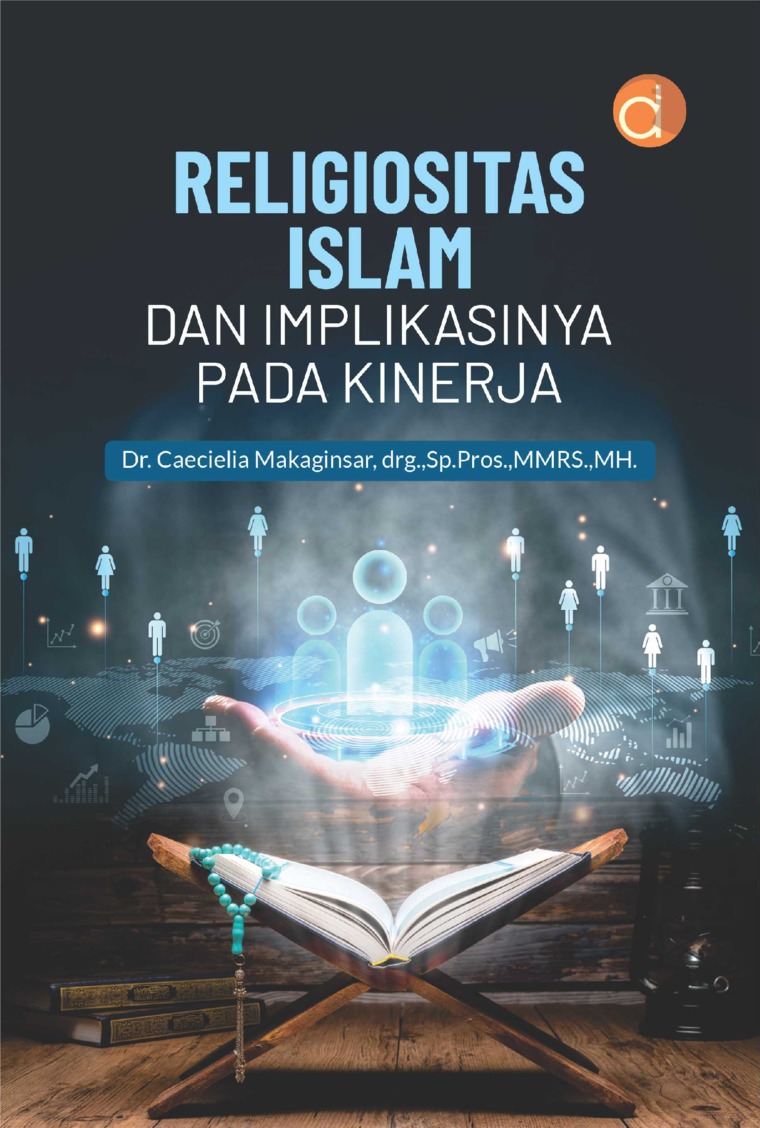 RELIGIOSITAS
ISLAM
DAN IMPLIKASINYA
PADA KINERJA
Dr. Caecielia Makaginsar, drg.,Sp.Pros.,MMRS.,MH.